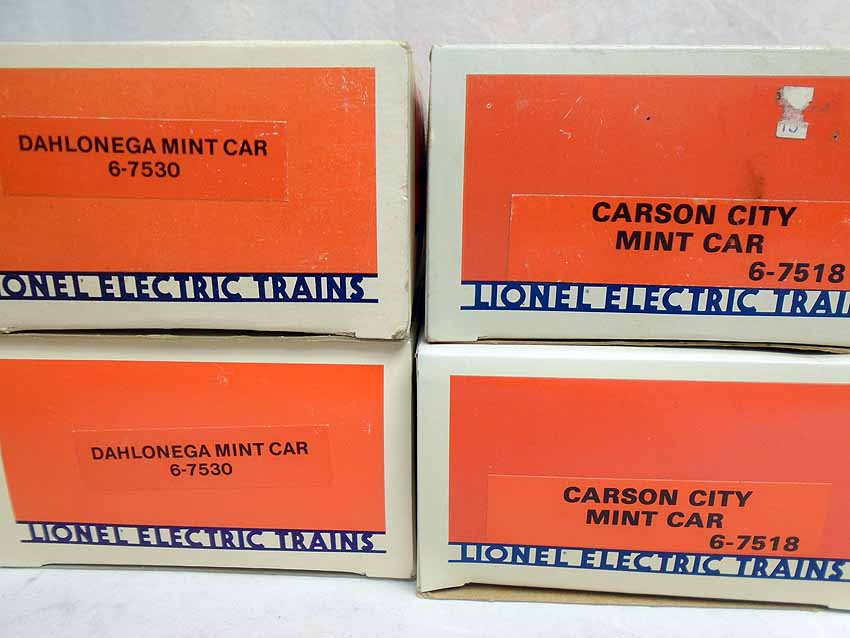 DAHLONEGA MINT CAR
6-7530
ONEL ELECTRIC TRAINS
CARSON CITY
MINT CAR
6-7518
LIONEL ELECTRIC TRAI
DAHLONEGA MINT CAR
6-7530
LIONEL ELECTRIC TRAINS
CARSON CITY
MINT CAR
6-7518
LIONEL ELECTRIC TRAINS